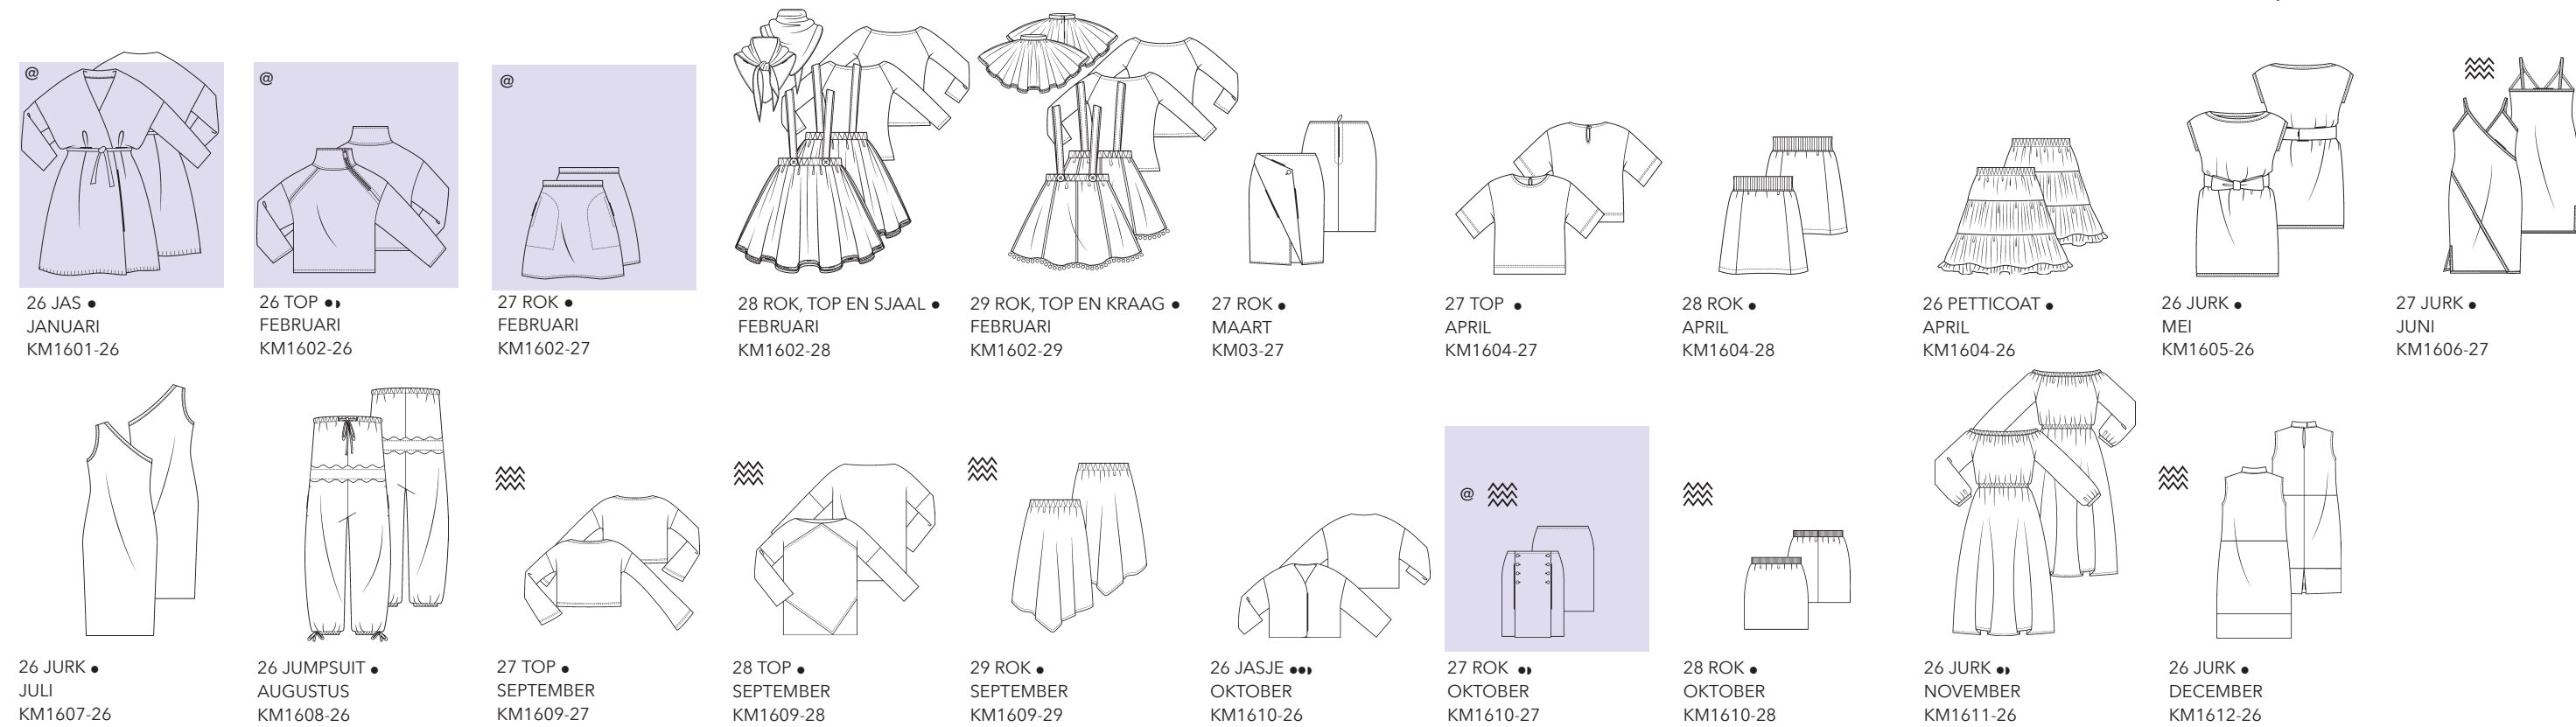 @
@
@
26 JAS ●
JANUARI
KM1601-26
26 TOP ●◗
FEBRUARI
KM1602-26
27 ROK ●
FEBRUARI
KM1602-27
28 ROK, TOP EN SJAAL ●
FEBRUARI
KM1602-28
29 ROK, TOP EN KRAAG ●
FEBRUARI
KM1602-29
27 ROK ●
MAART
KM03-27
27 TOP ●
APRIL
KM1604-27
28 ROK ●
APRIL
KM1604-28
26 PETTICOAT ●
APRIL
KM1604-26
26 JURK ●
MEI
KM1605-26
27 JURK ●
JUNI
KM1606-27
@
26 JURK ●
JULI
KM1607-26
26 JUMPSUIT ●
AUGUSTUS
KM1608-26
27 TOP ●
SEPTEMBER
KM1609-27
28 TOP ●
SEPTEMBER
KM1609-28
29 ROK ●
SEPTEMBER
KM1609-29
26 JASJE ●●◗
OKTOBER
KM1610-26
27 ROK ●◗
OKTOBER
KM1610-27
28 ROK ●
OKTOBER
KM1610-28
26 JURK ●◗
NOVEMBER
KM1611-26
26 JURK ●
DECEMBER
KM1612-26